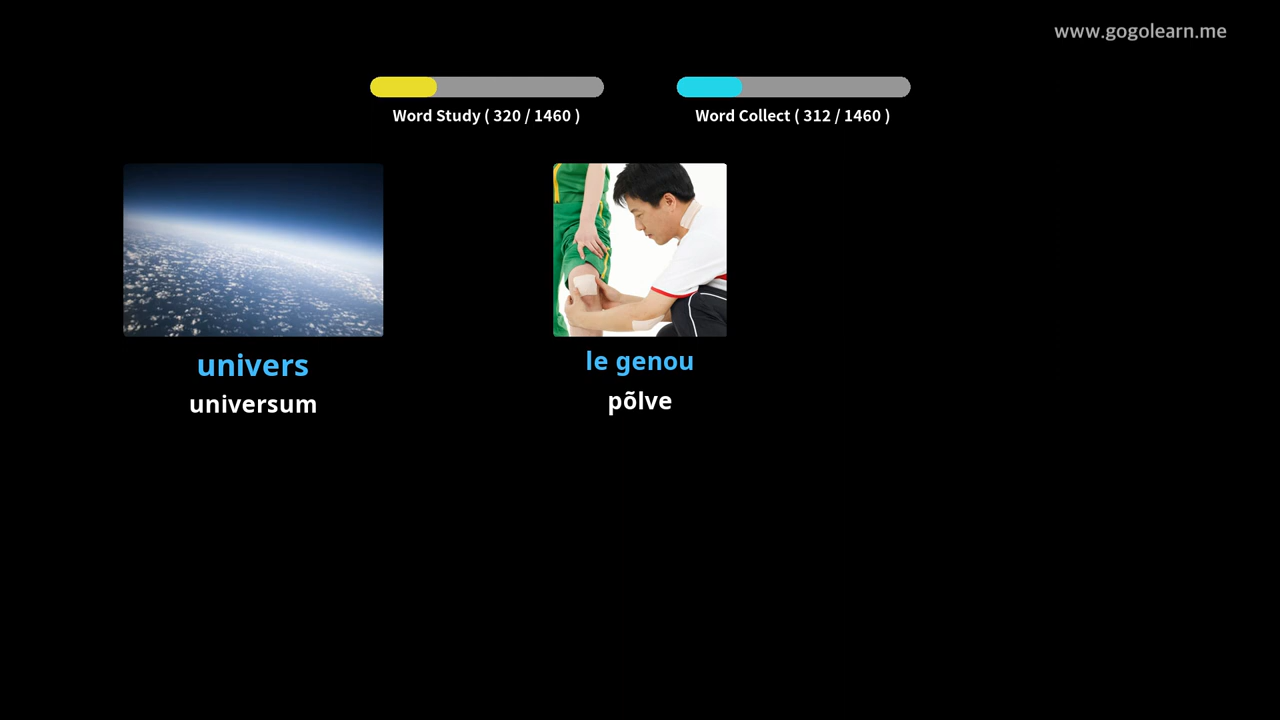 www.gogolearn.me
Word Study ( 320 / 1460 )
Word Collect ( 312 / 1460 )
univers
universum
le genou
põlve